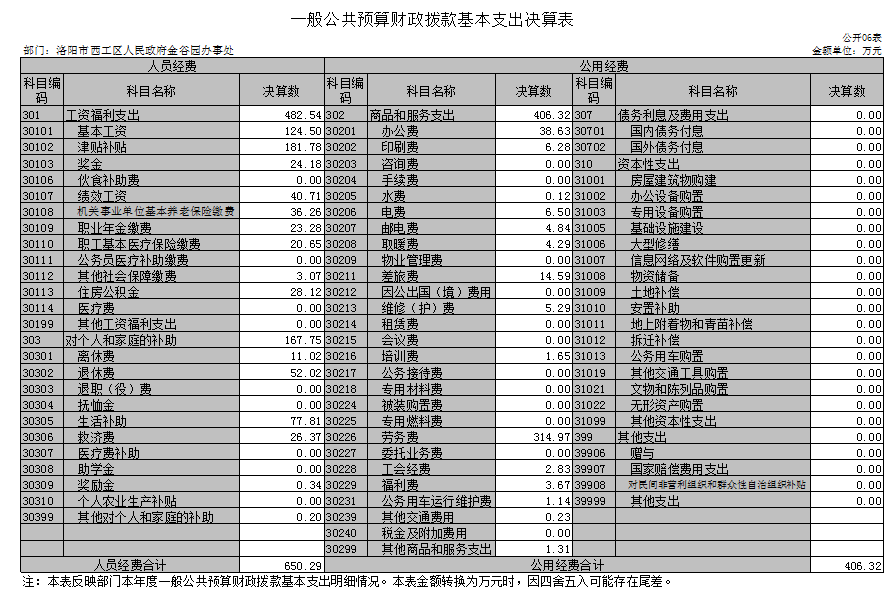 一般公共预算财政拨款基本支出决算表
公开06表
部门：洛阳市西工区人民政府金谷园办事处 金额单位：万元
人员经费 公用经费
科目编码 科目名称 决算数 科目编码 科目名称 决算数 科目编码 科目名称 决算数
301 工资福利支出 482.54 302 商品和服务支出 406.32 307 债务利息及费用支出 0.00
30101 基本工资 124.50 30201 办公费 38.63 30701 国内债务付息 0.00
30102 津贴补贴 181.78 30202 印刷费 6.28 30702 国外债务付息 0.00
30103 奖金 24.18 30203 咨询费 0.00 310 资本性支出 0.00
30106 伙食补助费 0.00 30204 手续费 0.00 31001 房屋建筑物购建 0.00
30107 绩效工资 40.71 30205 水费 0.12 31002 办公设备购置 0.00
30108 机关事业单位基本养老保险缴费 36.26 30206 电费 6.50 31003 专用设备购置 0.00
30109 职业年金缴费 23.28 30207 邮电费 4.84 31005 基础设施建设 0.00
30110 职工基本医疗保险缴费 20.65 30208 取暖费 4.29 31006 大型修缮 0.00
30111 公务员医疗补助缴费 0.00 30209 物业管理费 0.00 31007 信息网络及软件购置更新 0.00
30112 其他社会保障缴费 3.07 30211 差旅费 14.59 31008 物资储备 0.00
30113 住房公积金 28.12 30212 因公出国（境）费用 0.00 31009 土地补偿 0.00
30114 医疗费 0.00 30213 维修（护）费 5.29 31010 安置补助 0.00
30199 其他工资福利支出 0.00 30214 租赁费 0.00 31011 地上附着物和青苗补偿 0.00
303 对个人和家庭的补助 167.75 30215 会议费 0.00 31012 拆迁补偿 0.00
30301 离休费 11.02 30216 培训费 1.65 31013 公务用车购置 0.00
30302 退休费 52.02 30217 公务接待费 0.00 31019 其他交通工具购置 0.00
30303 退职（役）费 0.00 30218 专用材料费 0.00 31021 文物和陈列品购置 0.00
30304 抚恤金 0.00 30224 被装购置费 0.00 31022 无形资产购置 0.00
30305 生活补助 77.81 30225 专用燃料费 0.00 31099 其他资本性支出 0.00
30306 救济费 26.37 30226 劳务费 314.97 399 其他支出 0.00
30307 医疗费补助 0.00 30227 委托业务费 0.00 39906 赠与 0.00
30308 助学金 0.00 30228 工会经费 2.83 39907 国家赔偿费用支出 0.00
30309 奖励金 0.34 30229 福利费 3.67 39908 对民间非营利组织和群众性自治组织补贴 0.00
30310 个人农业生产补贴 0.00 30231 公务用车运行维护费 1.14 39999 其他支出 0.00
30399 其他对个人和家庭的补助 0.20 30239 其他交通费用 0.23
30240 税金及附加费用 0.00
30299 其他商品和服务支出 1.31
人员经费合计 650.29 公用经费合计 406.32
注：本表反映部门本年度一般公共预算财政拨款基本支出明细情况。本表金额转换为万元时，因四舍五入可能存在尾差。